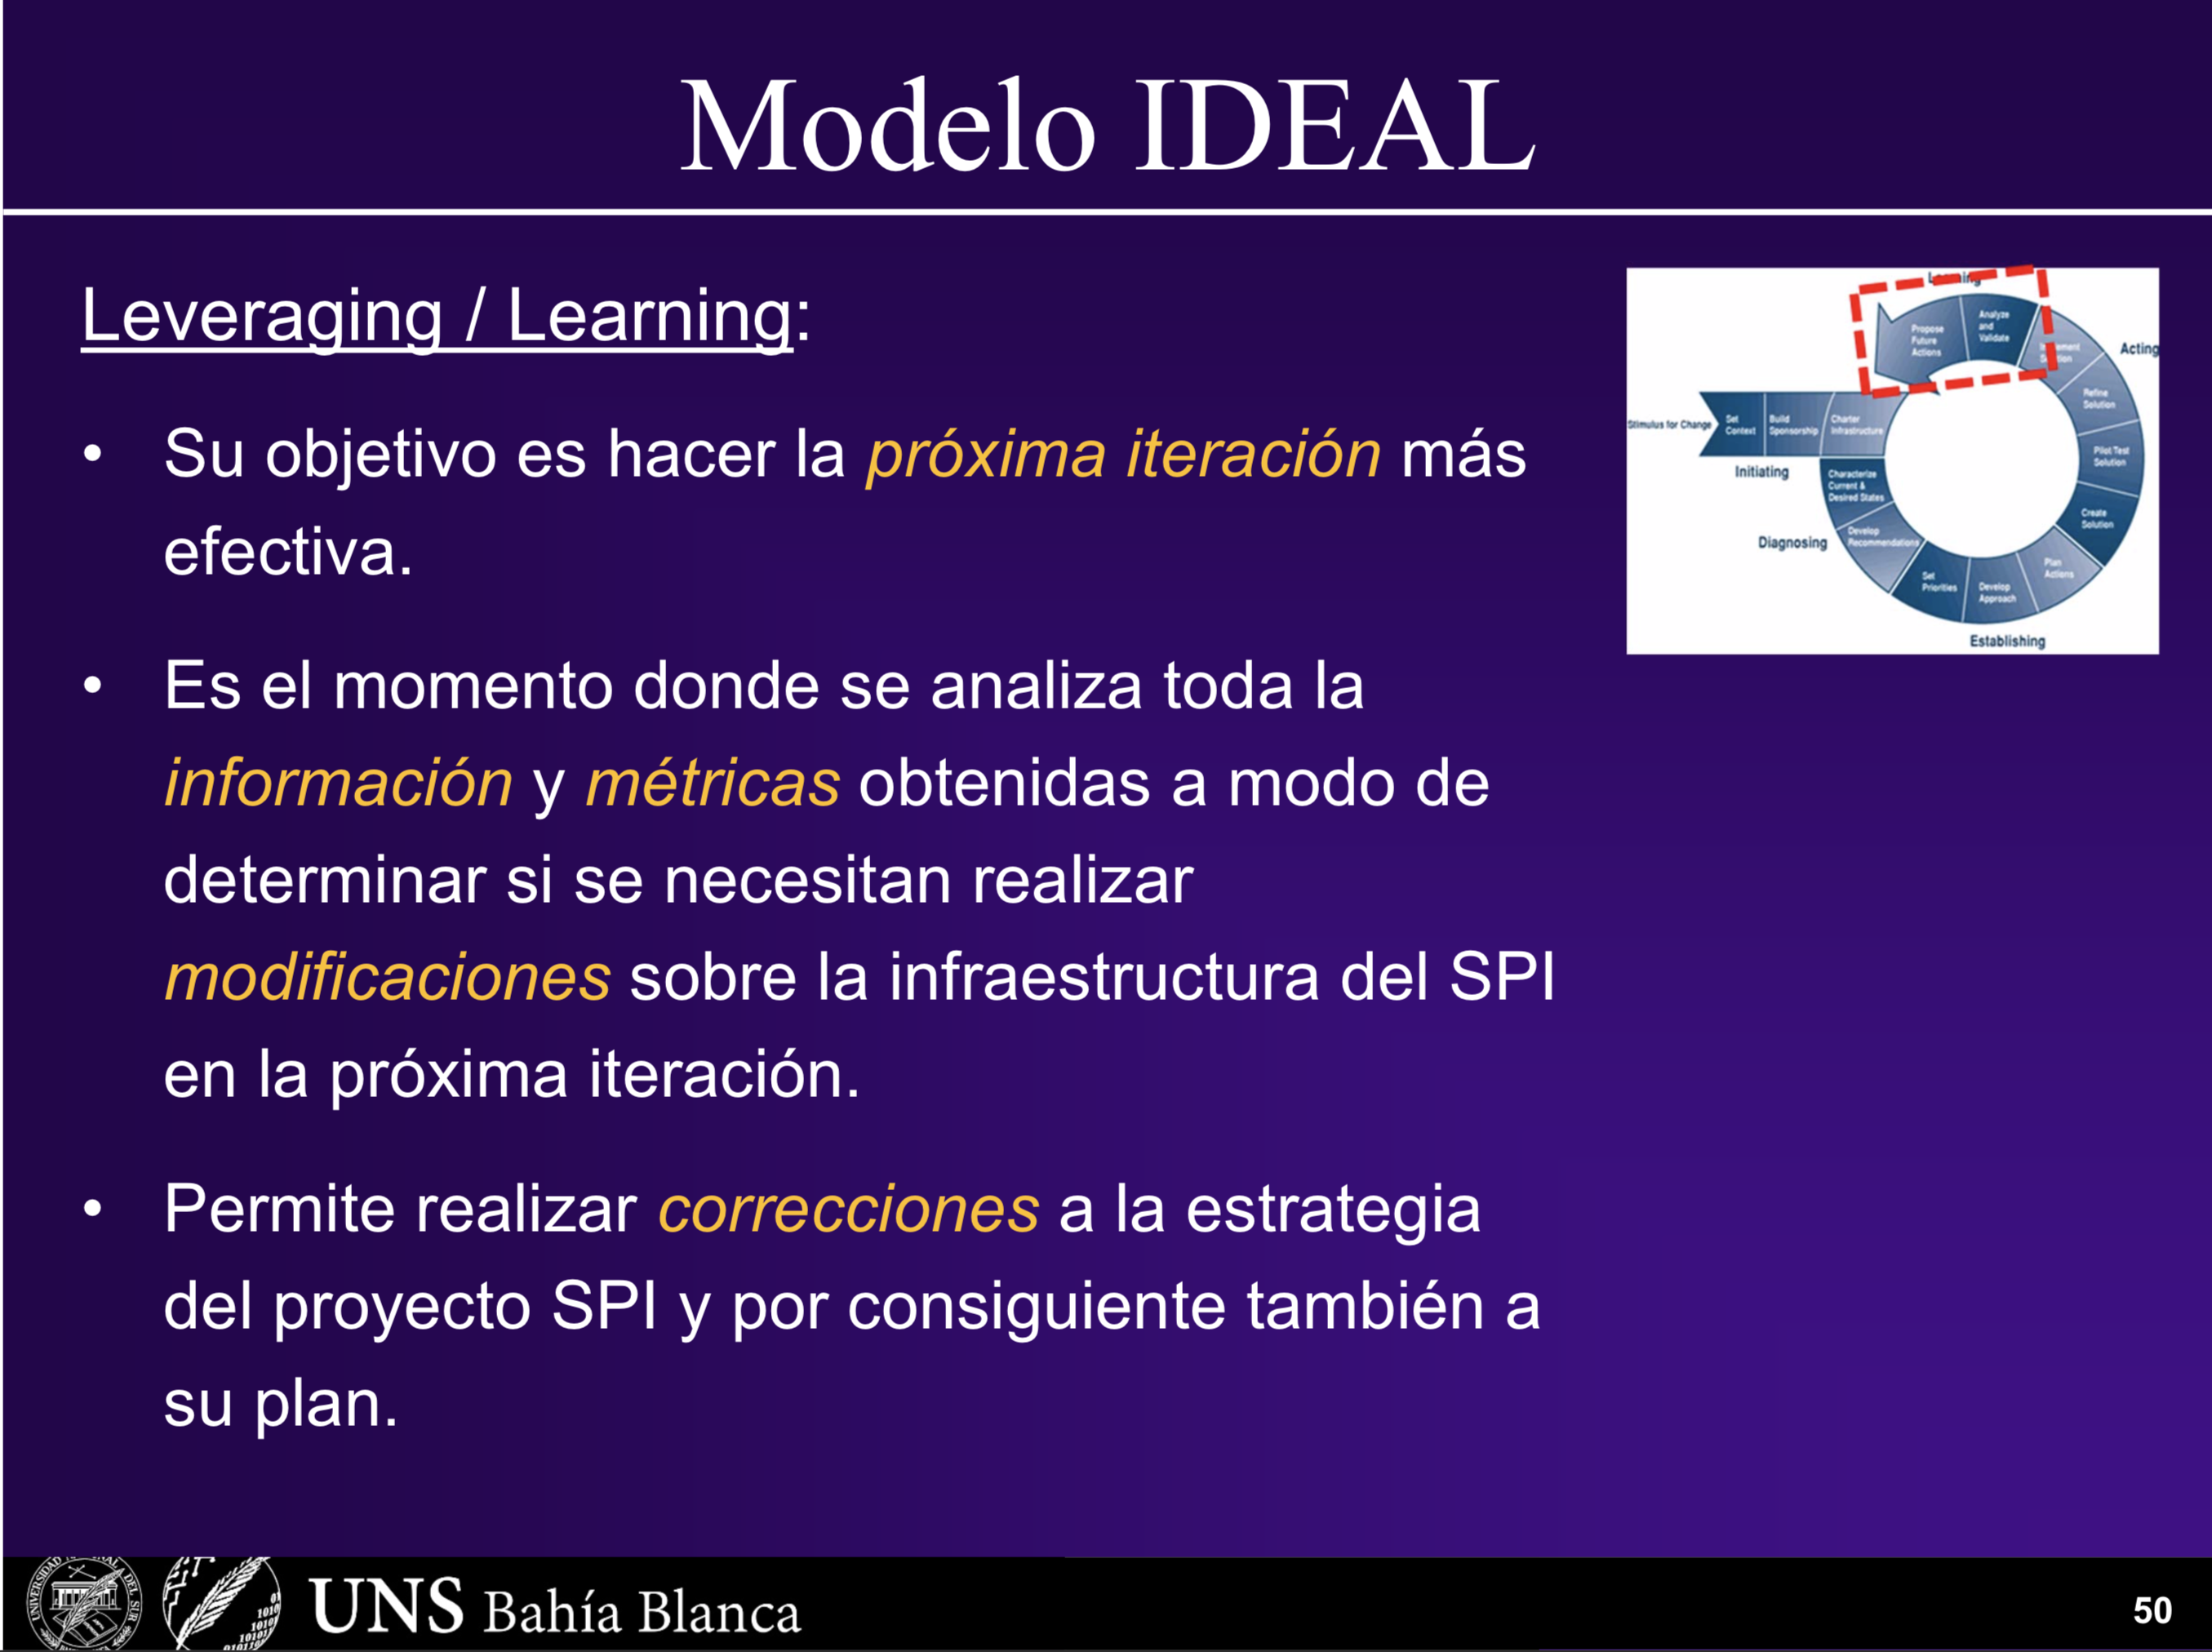 Modelo IDEAL
Leveraging / Learning:
• Su objetivo es hacer la próxima iteración más
efectiva.
• Es el momento donde se analiza toda la
información y métricas obtenidas a modo de
determinar si se necesitan realizar
modificaciones sobre la infraestructura del SPI
en la próxima iteración.
• Permite realizar correcciones a la estrategia
del proyecto SPI y por consiguiente también a
su plan.
Learning
Propose
Future
Actions
Analyze
and
Validate
Solution
Acting
Refine
Solution
Pilot Test
Solution
Create
Solution
Stimulus for Change
Set
Context
Build
Sponsorship
Charter
Infrastructure
Initiating
Characterize
Current &
Desired States
Diagnosing
Develop
Recommendations
Set
Priorities
Develop
Approach
Plan
Actions
Establishing
UNS Bahía Blanca
50